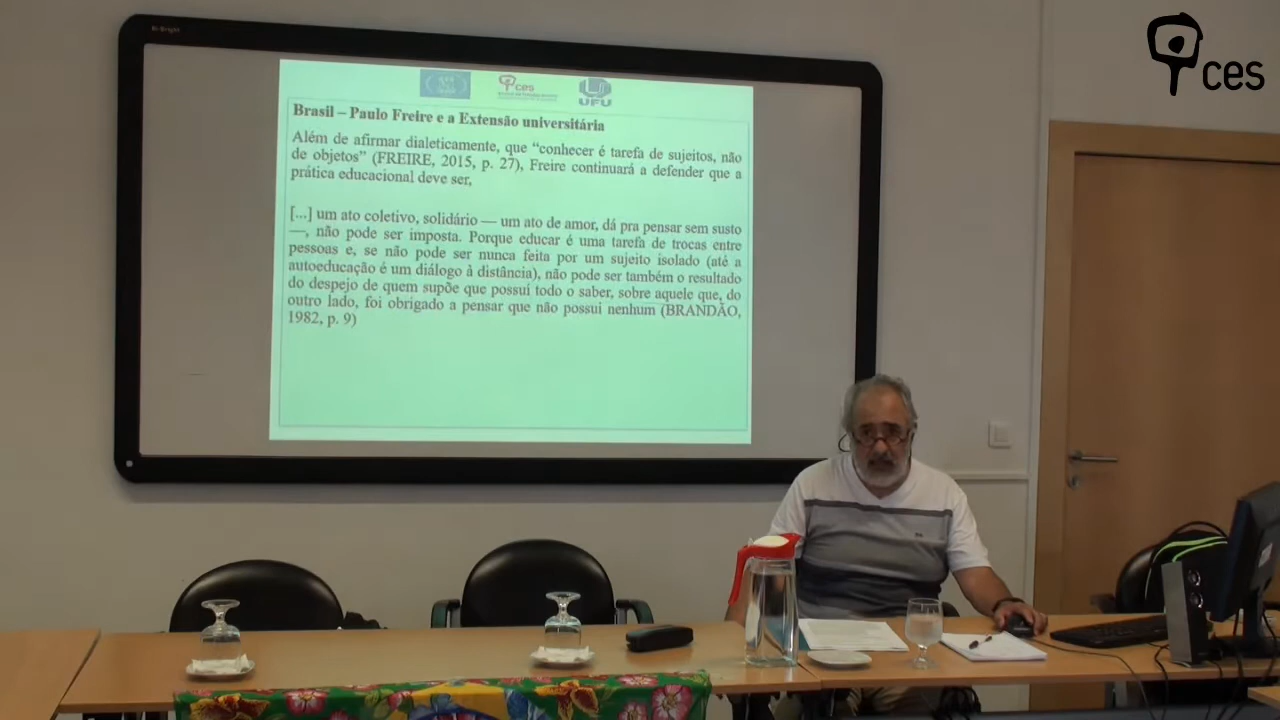 ces
ces
UFU
Brasil – Paulo Freire e a Extensão universitária
Além de afirmar dialeticamente, que “conhecer é tarefa de sujeitos, não
de objetos” (FREIRE, 2015, p. 27), Freire continuará a defender que a
prática educacional deve ser,
[...] um ato coletivo, solidário — um ato de amor, dá pra pensar sem susto
—, não pode ser imposta. Porque educar é uma tarefa de trocas entre
pessoas e, se não pode ser nunca feita por um sujeito isolado (até a
autoeducação é um diálogo à distância), não pode ser também o resultado
do despejo de quem supõe que possui todo o saber, sobre aquele que, do
outro lado, foi obrigado a pensar que não possui nenhum (BRANDÃO,
1982, p. 9)